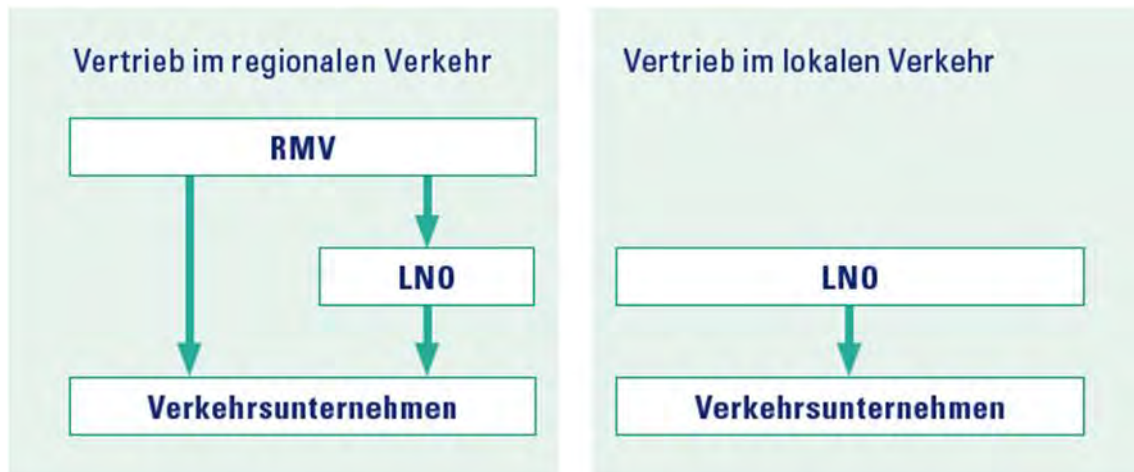 Vertrieb im regionalen Verkehr
RMV
LNO
Verkehrsunternehmen
Vertrieb im lokalen Verkehr
LNO
Verkehrsunternehmen